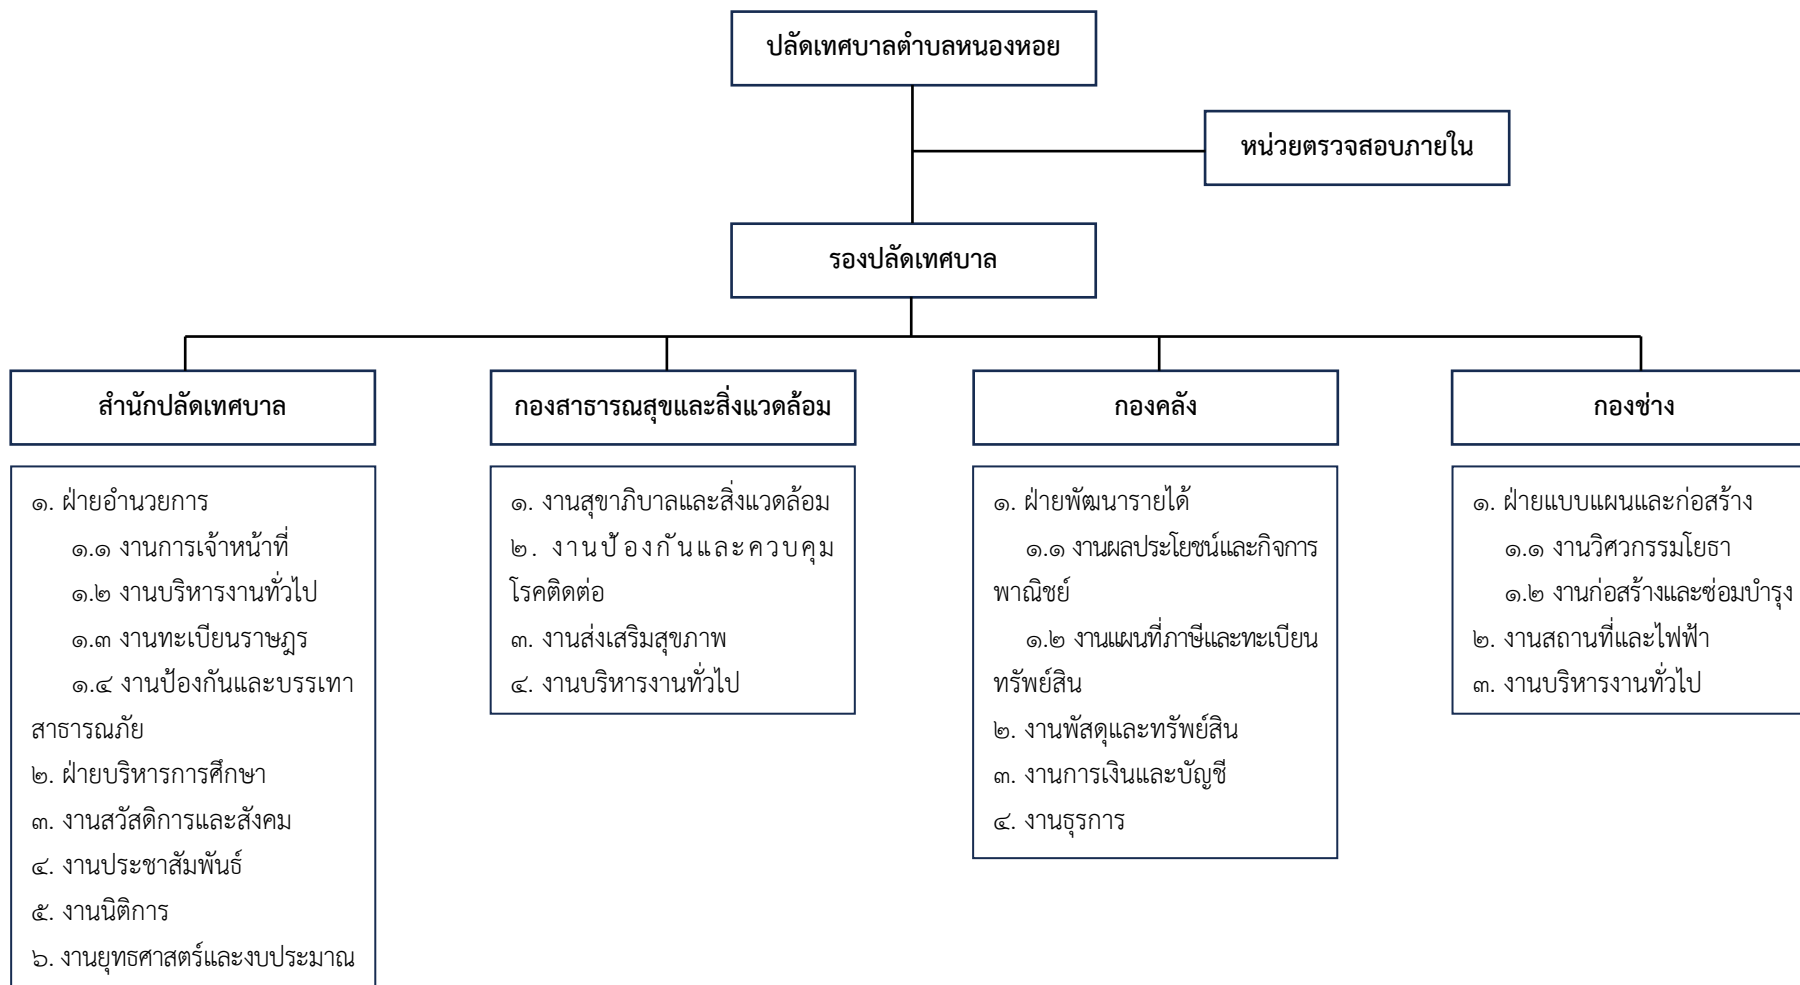 ปลัดเทศบาลตำบลหนองหอย
หน่วยตรวจสอบภายใน
รองปลัดเทศบาล
สำนักปลัดเทศบาล
๑. ฝ่ายอำนวยการ
๑.๑ งานการเจ้าหน้าที่
๑.๒ งานบริหารงานทั่วไป
๑.๓ งานทะเบียนราษฎร
๑.๔ งานป้องกันและบรรเทา
สาธารณภัย
๒. ฝ่ายบริหารการศึกษา
๓. งานสวัสดิการและสังคม
๔. งานประชาสัมพันธ์
๕. งานนิติการ
๖. งานยุทธศาสตร์และงบประมาณ
กองสาธารณสุขและสิ่งแวดล้อม
๑. งานสุขาภิบาลและสิ่งแวดล้อม
๒. งานป้องกันและควบคุม
โรคติดต่อ
๓. งานส่งเสริมสุขภาพ
๔. งานบริหารงานทั่วไป
กองคลัง
๑. ฝ่ายพัฒนารายได้
๑.๑ งานผลประโยชน์และกิจการ
พาณิชย์
๑.๒ งานแผนที่ภาษีและทะเบียน
ทรัพย์สิน
๒. งานพัสดุและทรัพย์สิน
๓. งานการเงินและบัญชี
๔. งานธุรการ
กองช่าง
๑. ฝ่ายแบบแผนและก่อสร้าง
๑.๑ งานวิศวกรรมโยธา
๑.๒ งานก่อสร้างและซ่อมบำรุง
๒. งานสถานที่และไฟฟ้า
๓. งานบริหารงานทั่วไป